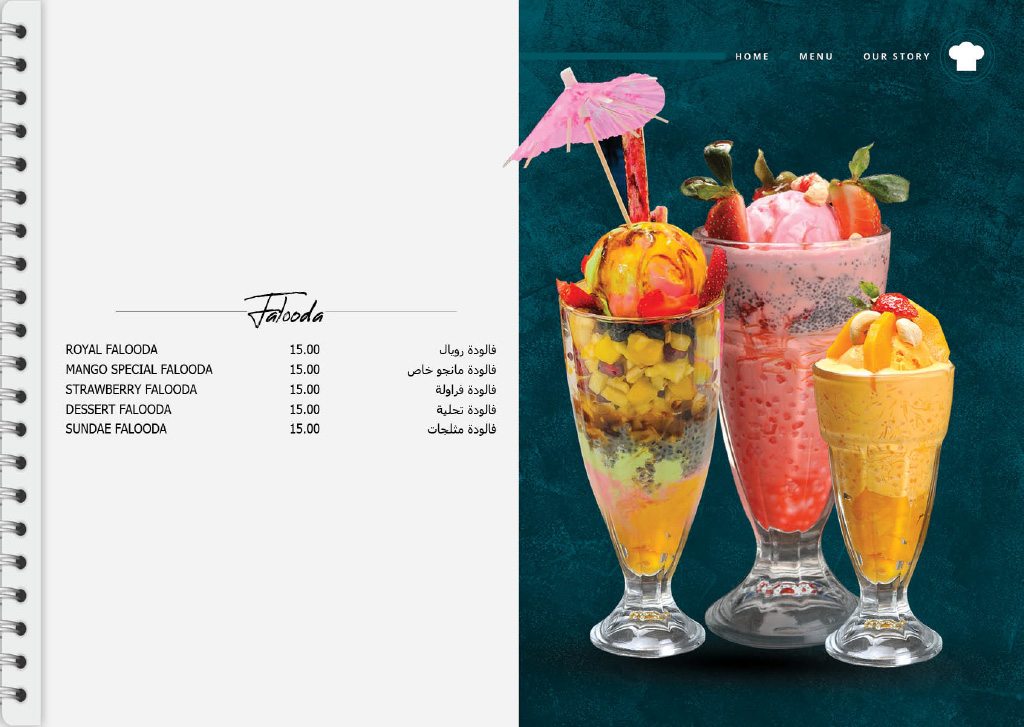 HOME MENU OUR STORY
Falooda
ROYAL FALOODA 15.00 فالودة رويال
MANGO SPECIAL FALOODA 15.00 فالودة مانجو خاص
STRAWBERRY FALOODA 15.00 فالودة فراولة
DESSERT FALOODA 15.00 فالودة تحلية
SUNDAE FALOODA 15.00 فالودة مثلجات